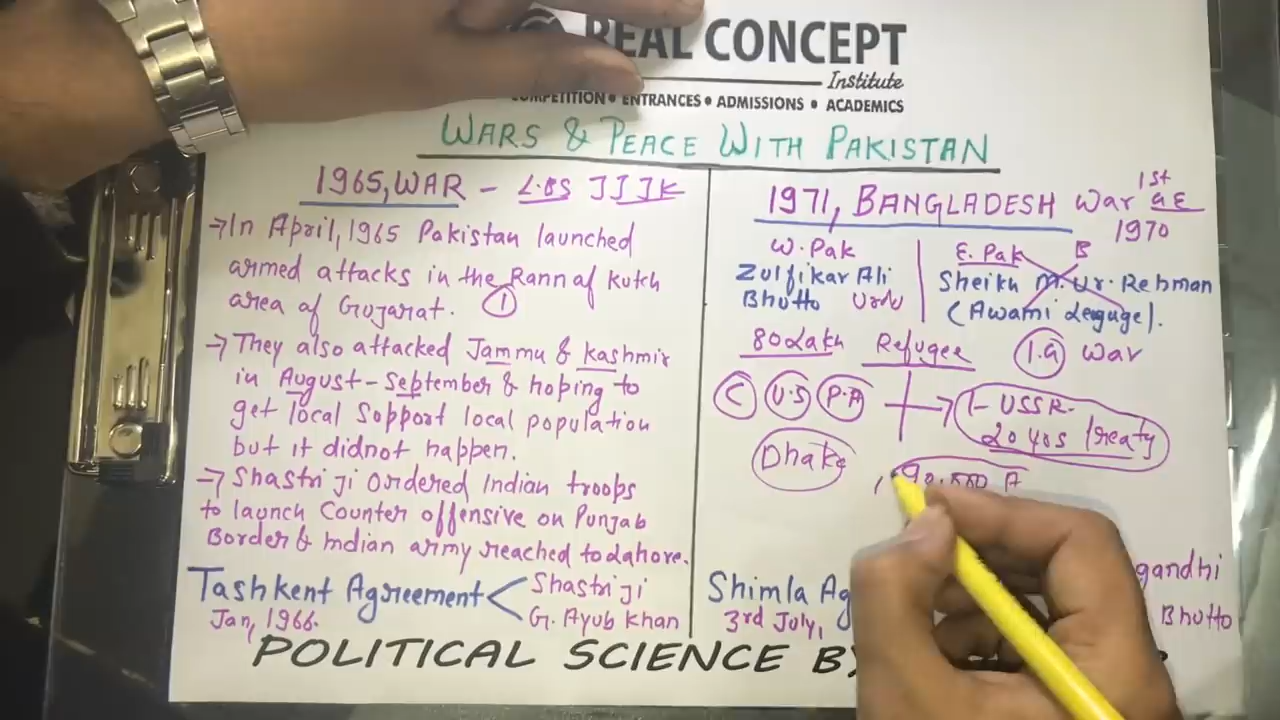 REAL CONCEPT
Institute
COMPETITION • ENTRANCES • ADMISSIONS • ACADEMICS
WARS & PEACE WITH PAKISTAN
1965, WAR - L.BS JJJK
→ In April, 1965 Pakistan launched
armed attacks in the Rann of Kutch
area of Gujarat. 1
→ They also attacked Jammu & kashmir
in August - September & hoping to
get local support local population
but it didnot happen.
→ Shastri ji Ordered Indian troops
to launch Counter offensive on Punjab
Border & Indian army reached to Lahore.
Tashkent Agreement < Shastri ji
G. Ayub Khan
Jan, 1966.
1971, BANGLADESH War 1st G.E
1970
W. Pak
Zulfikar Ali
Bhutto Urdu
E. Pak B
Sheikh M. Ur. Rehman
(Awami Leaguge).
80 Lakh Refugee I.G War
C U.S P.A → I- USSR.
20 yrs Treaty
Dhaka 90,000 A
Shimla Ag
gandhi
3rd July,
Bhutto
POLITICAL SCIENCE BY